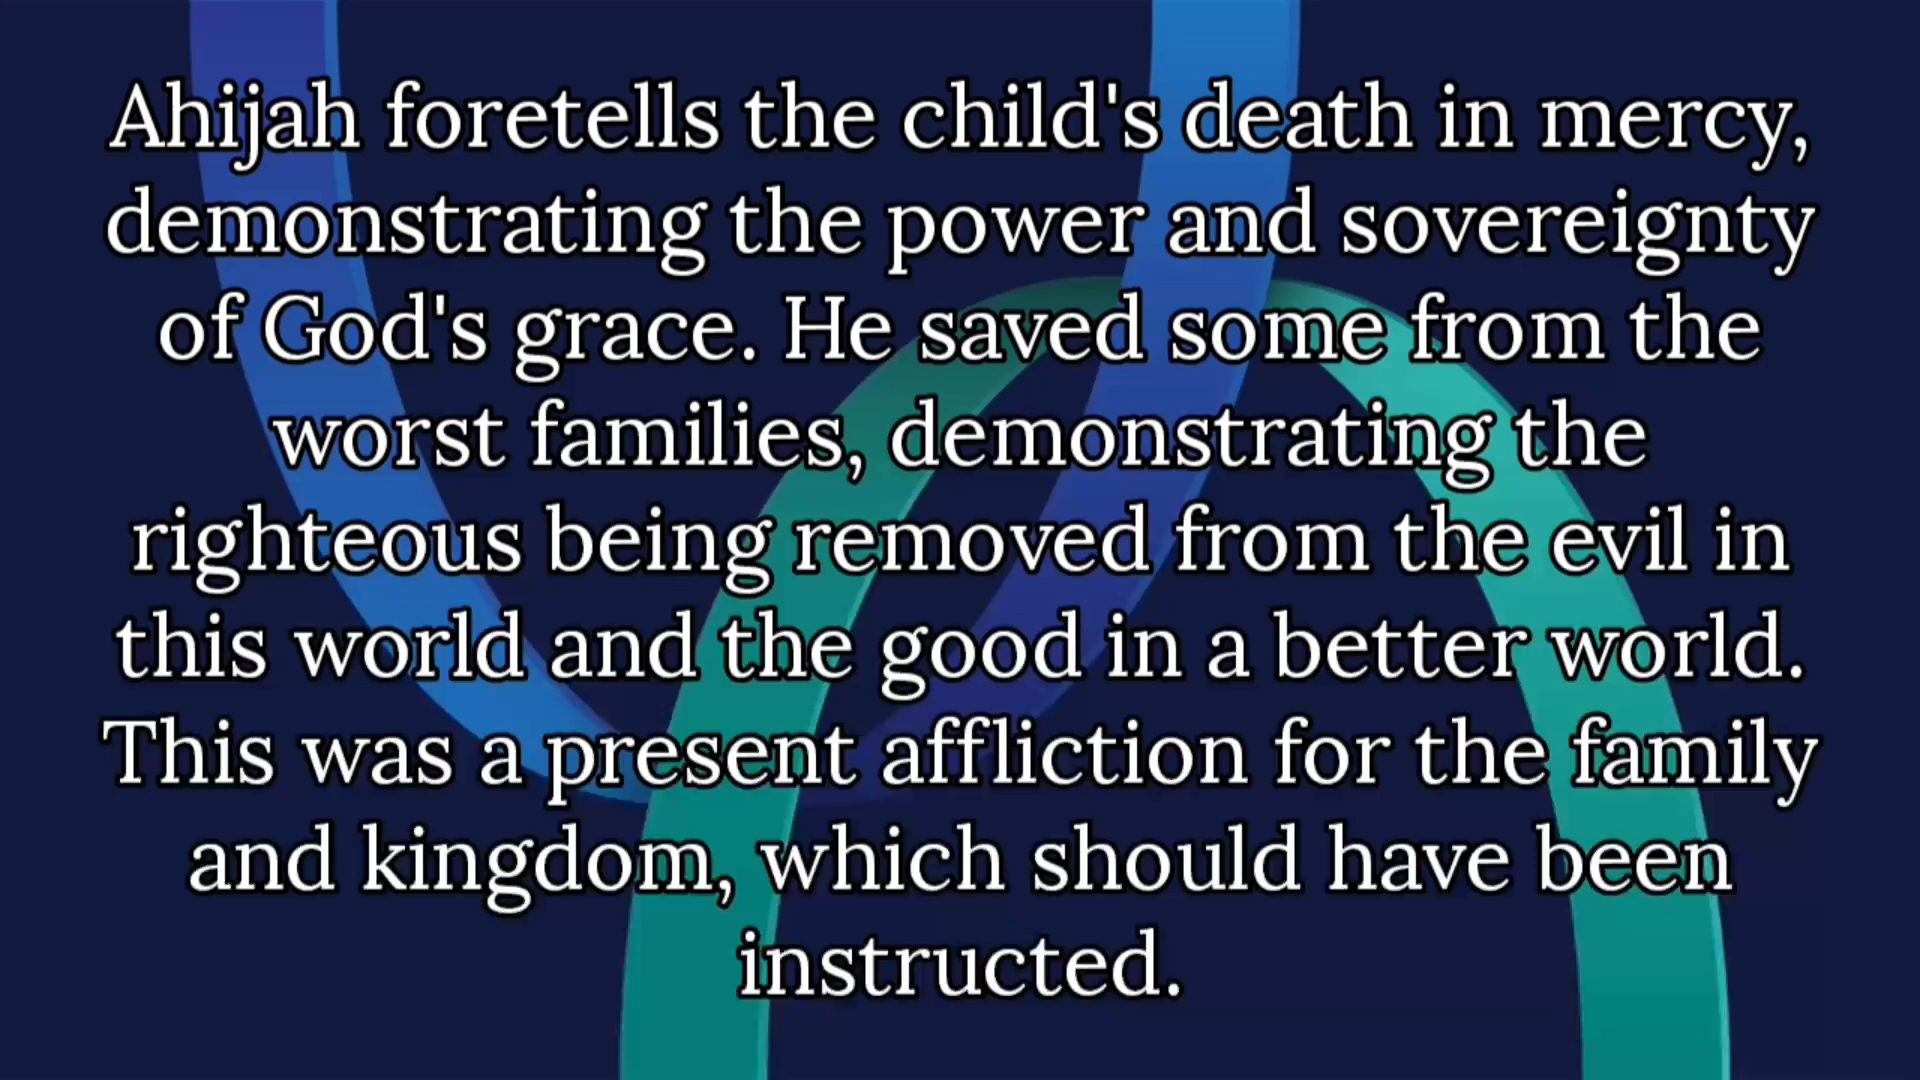 Ahijah foretells the child's death in mercy,
demonstrating the power and sovereignty
of God's grace. He saved some from the
worst families, demonstrating the
righteous being removed from the evil in
this world and the good in a better world.
This was a present affliction for the family
and kingdom, which should have been
instructed.